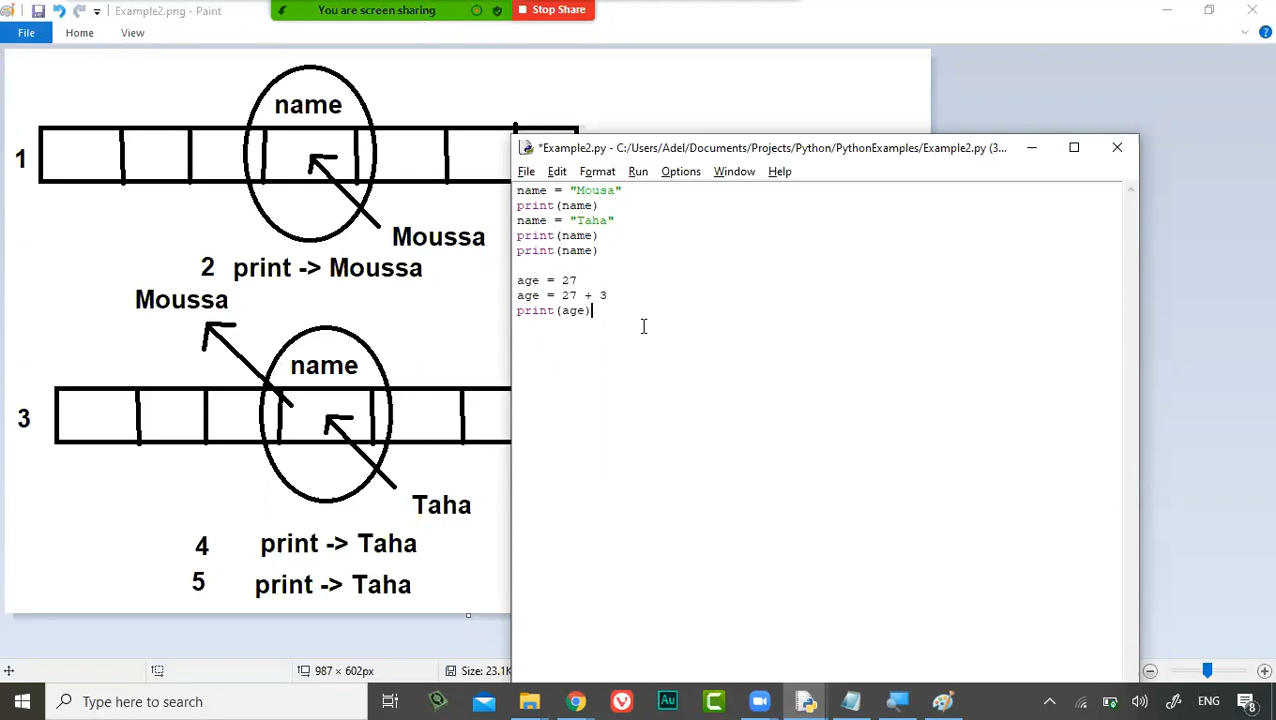 Example2.png - Paint
You are screen sharing
Stop Share
File
Home
View
name
1
Moussa
2 print -> Moussa
Moussa
name
3
Taha
4 print -> Taha
5 print -> Taha
*Example2.py - C:/Users/Adel/Documents/Projects/Python/PythonExamples/Example2.py (3...
File Edit Format Run Options Window Help
name = "Mousa"
print(name)
name = "Taha"
print(name)
print(name)
age = 27
age = 27 + 3
print(age)
987 × 602px
Size: 23.1K
Type here to search
Au
ENG
8